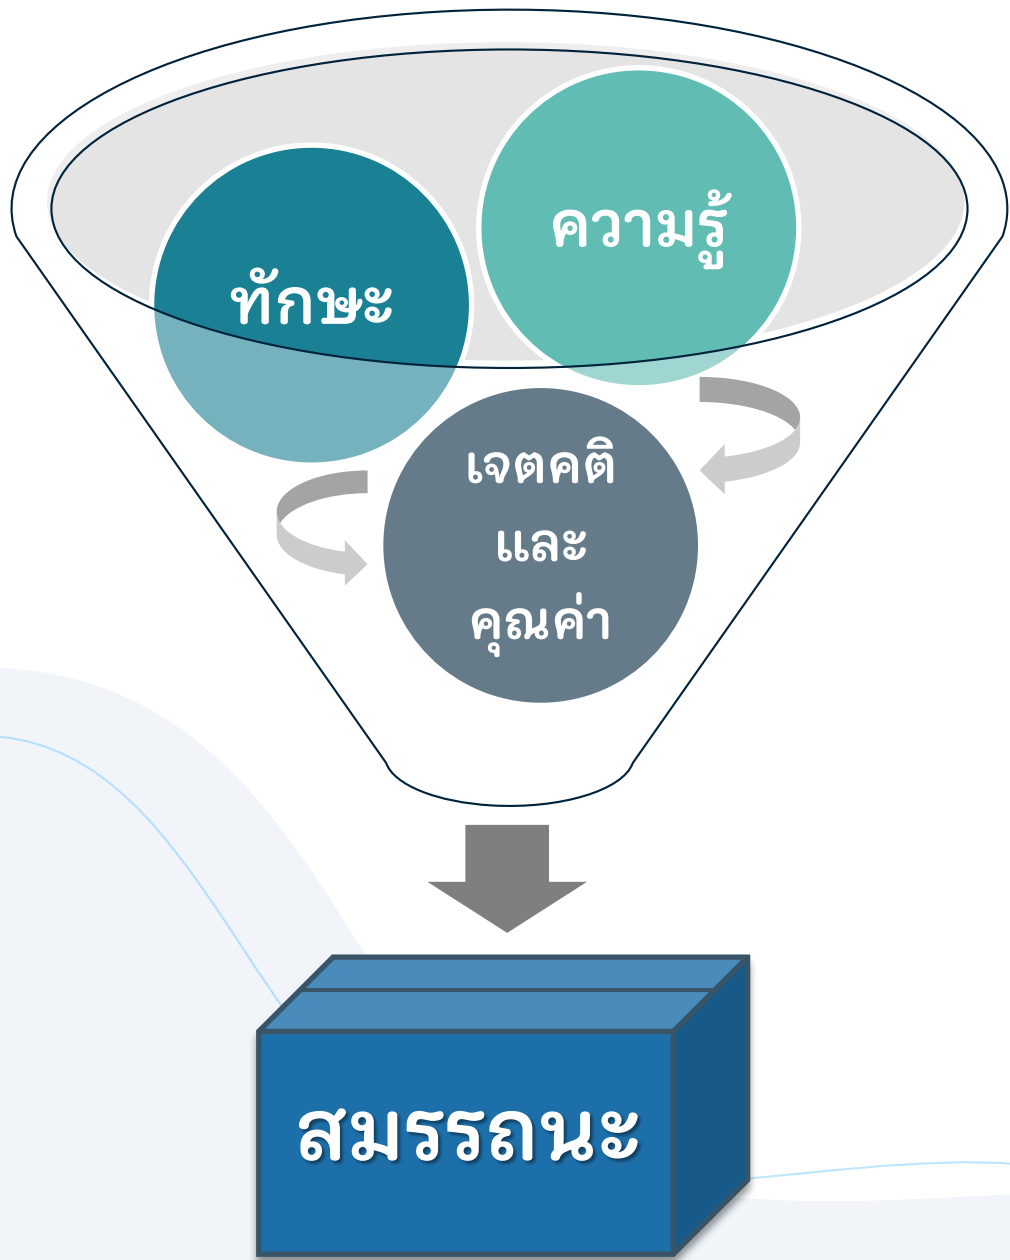 ความรู้
ทักษะ
เจตคติ
และ
คุณค่า
สมรรถนะ